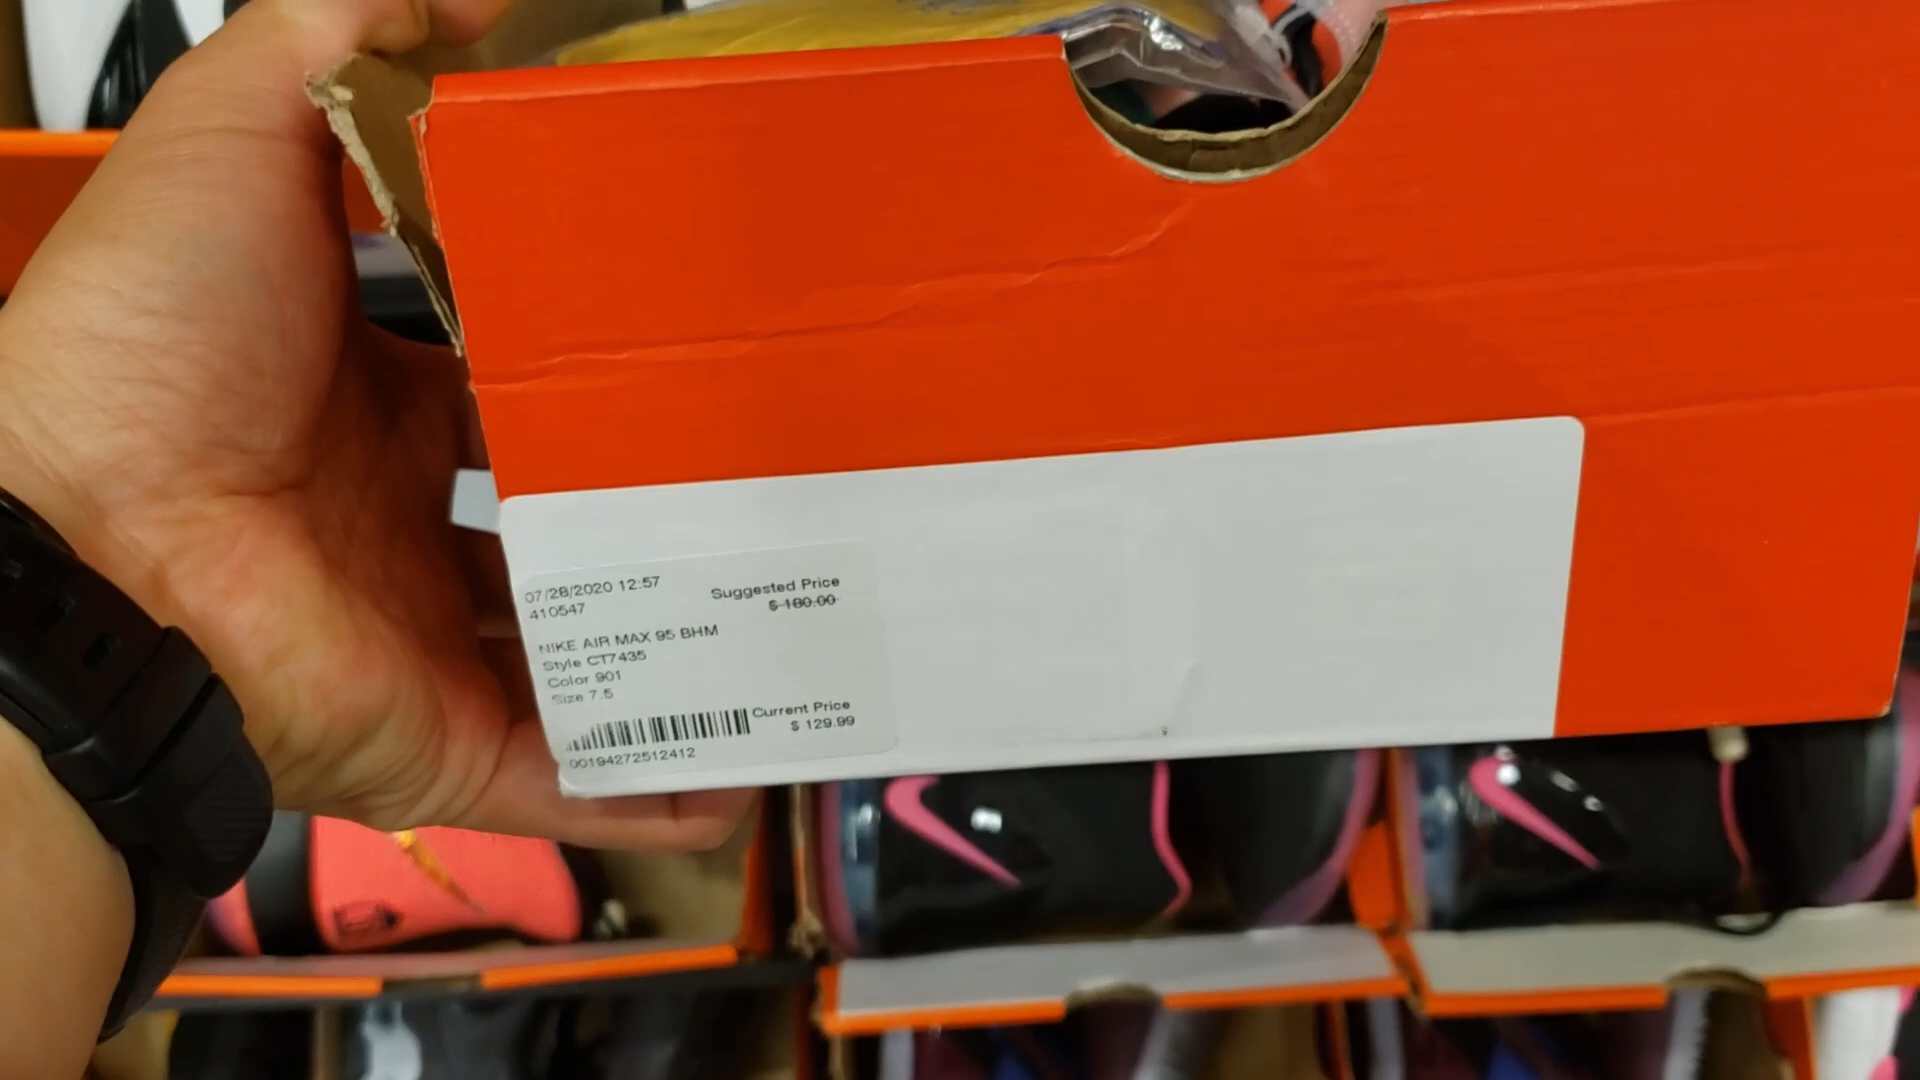 07/28/2020 12:57
410547
Suggested Price
$ 180.00
NIKE AIR MAX 95 BHM
Style CT7435
Color 901
Size 7.5
Current Price
$ 129.99
00194272512412